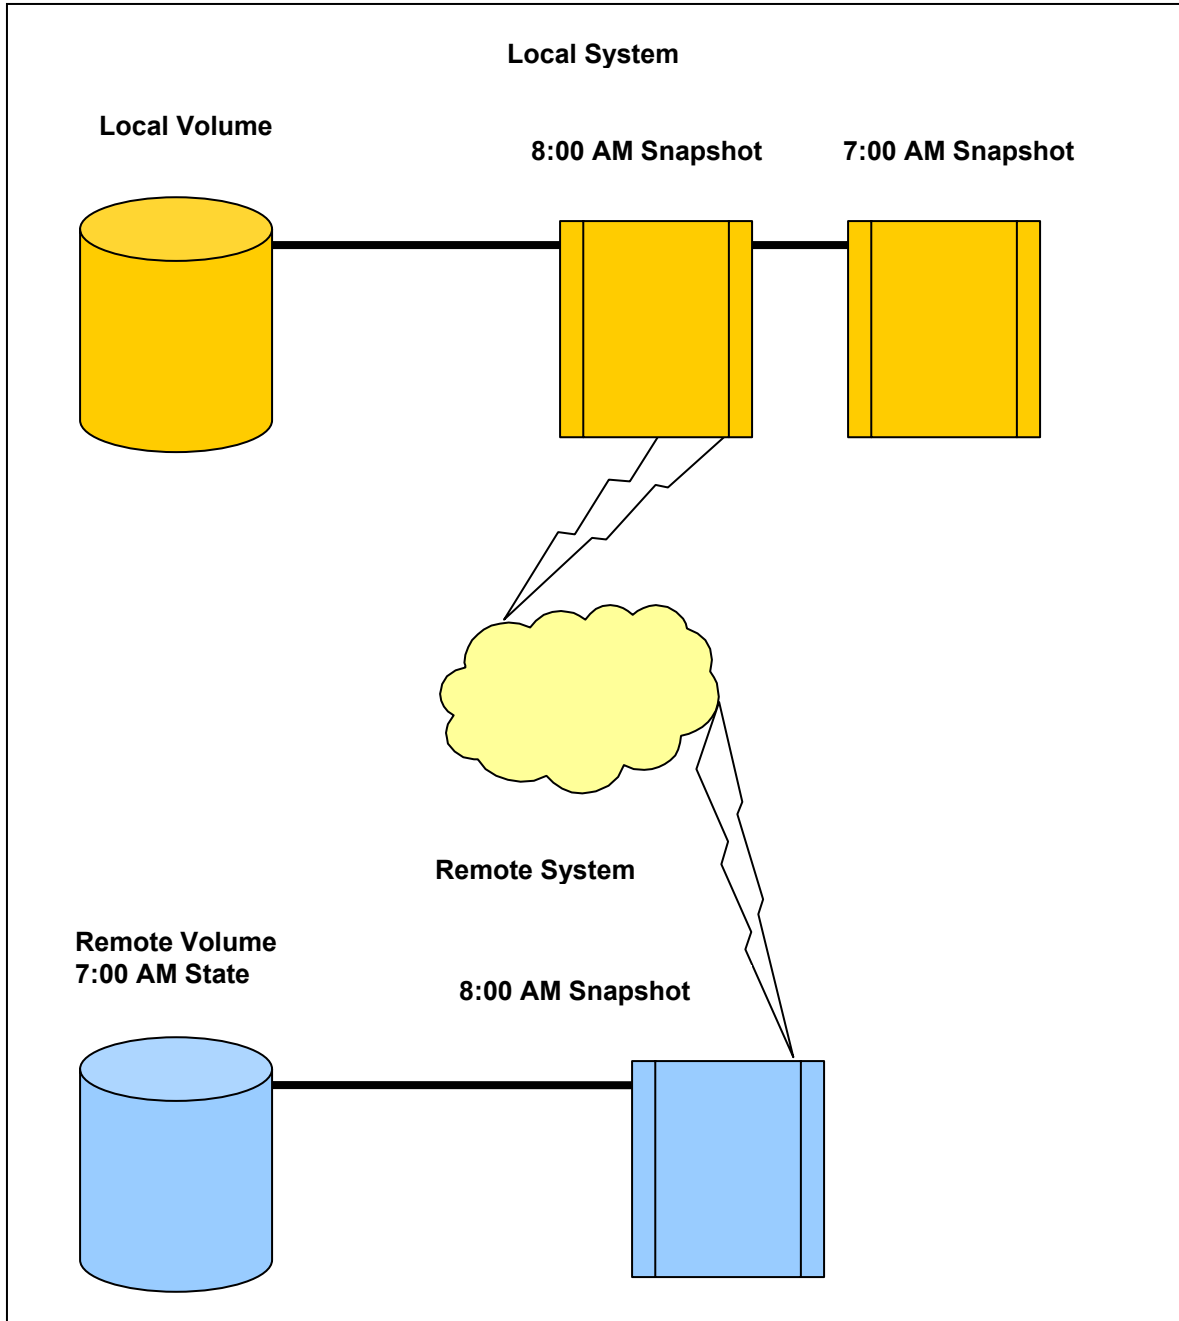 Local System
Local Volume
8:00 AM Snapshot
7:00 AM Snapshot
Remote System
Remote Volume
7:00 AM State
8:00 AM Snapshot